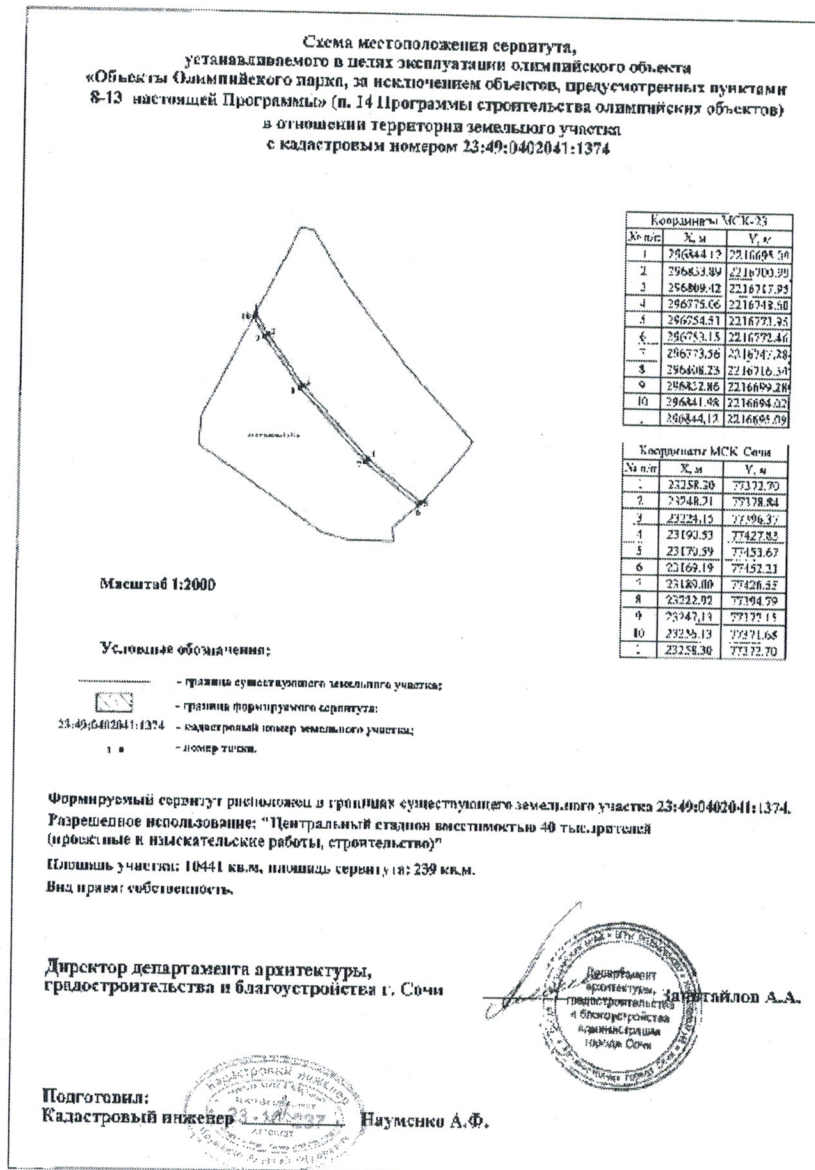 Схема местоположения сервитута,
устанавливаемого в целях эксплуатации олимпийского объекта
«Объекты Олимпийского парка, за исключением объектов, предусмотренных пунктами
8-13 настоящей Программы» (п. 14 Программы строительства олимпийских объектов)
в отношении территории земельного участка
с кадастровым номером 23:49:0402041:1374
Координаты МСК-23
№ п/п X, м Y, м
1 296844.12 2216695.09
2 296833.89 2216700.99
3 296809.42 2216717.95
4 296775.06 2216748.50
5 296754.51 2216773.95
6 296753.15 2216772.46
7 296773.56 2216747.28
8 296808.23 2216716.54
9 296832.86 2216699.28
10 296841.98 2216694.02
296844.12 2216695.09
Координаты МСК Сочи
№ п/п X, м Y, м
1 23258.30 77372.70
2 23248.21 77378.84
3 23224.15 77396.37
4 23190.53 77427.83
5 23170.59 77453.67
6 23169.19 77452.21
7 23189.00 77426.55
8 23222.92 77394.79
9 23247.13 77377.15
10 23256.13 77371.68
1 23258.30 77372.70
Масштаб 1:2000
Условные обозначения:
- граница существующего земельного участка;
- граница формируемого сервитута;
23:49:0402041:1374 - кадастровый номер земельного участка;
- номер точки.
Формируемый сервитут расположен в границах существующего земельного участка 23:49:0402041:1374.
Разрешенное использование: "Центральный стадион вместимостью 40 тыс.зрителей
(проектные и изыскательские работы, строительство)"
Площадь участка: 10441 кв.м, площадь сервитута: 239 кв.м.
Вид права: собственность.
Директор департамента архитектуры,
градостроительства и благоустройства г. Сочи
Департамент
архитектуры,
градостроительства
и благоустройства
администрации
города Сочи
А.А.
Подготовил:
Кадастровый инженер Науменко А.Ф.
кадастровый инженер